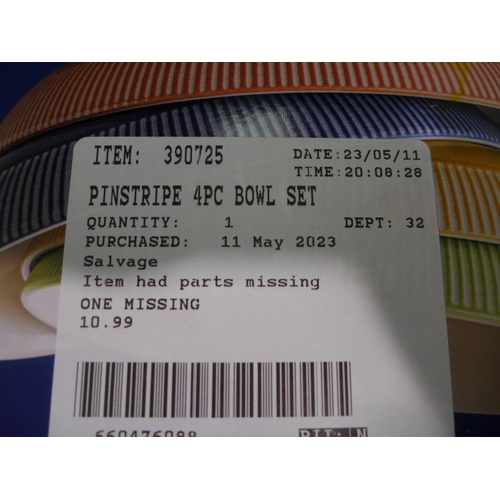 ITEM: 390725 DATE:23/05/11
TIME:20:08:28
PINSTRIPE 4PC BOWL SET
QUANTITY: 1 DEPT: 32
PURCHASED: 11 May 2023
Salvage
Item had parts missing
ONE MISSING
10.99
660476088